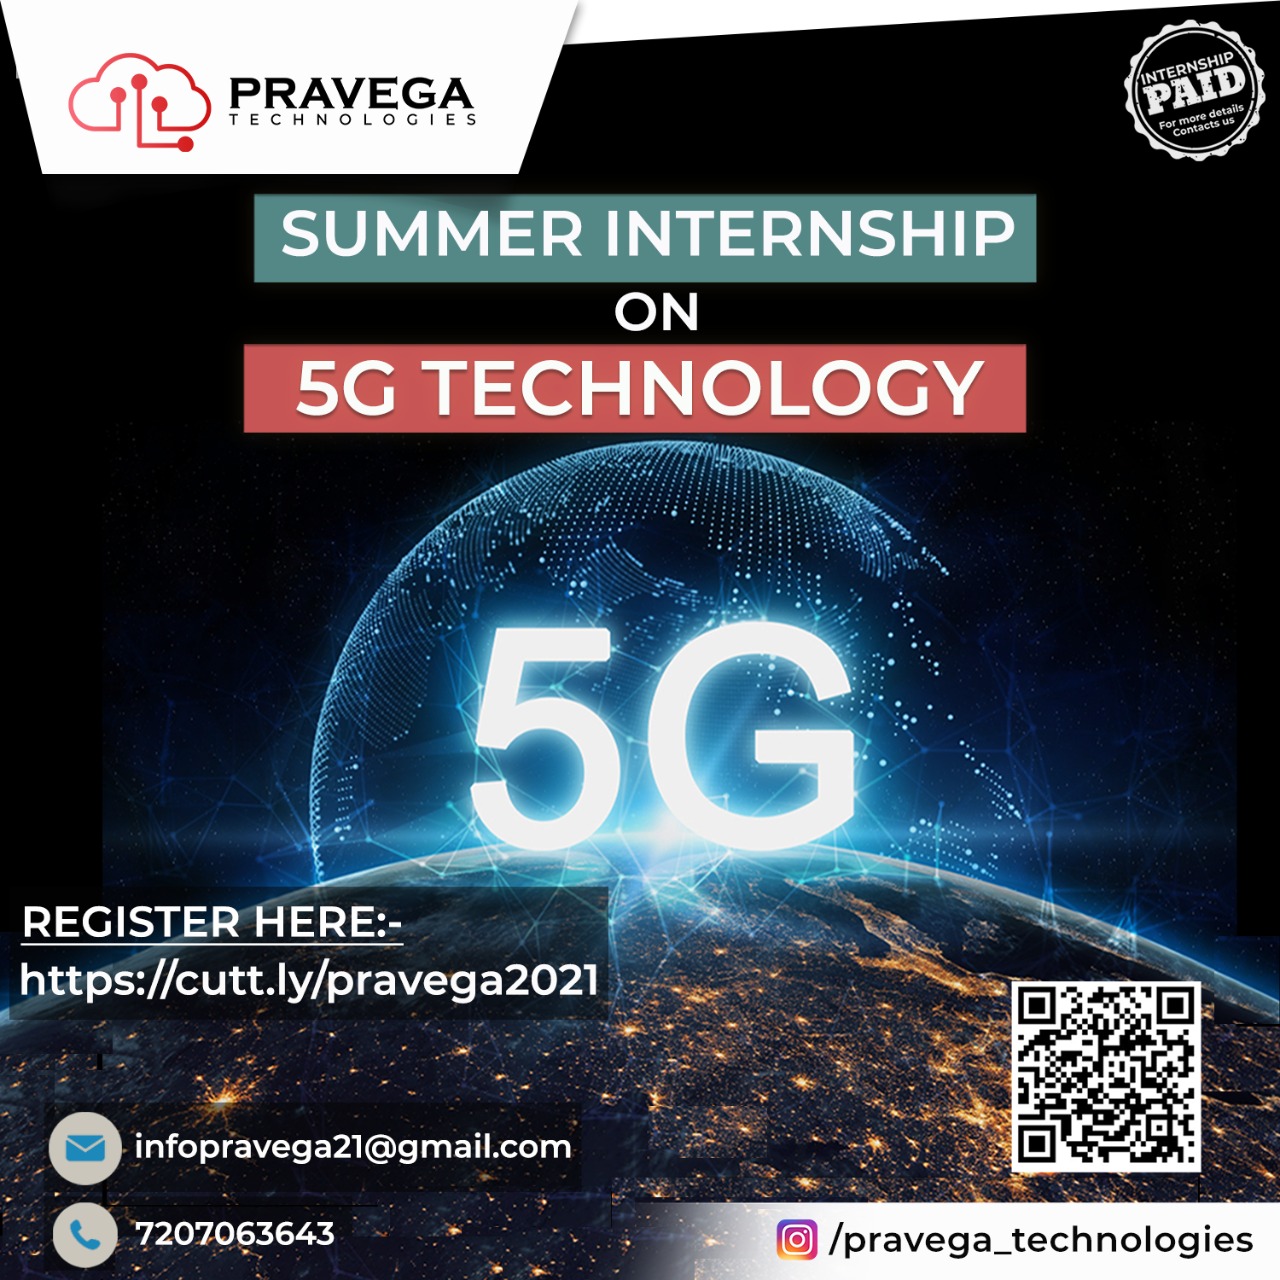 PRAVEGA
TECHNOLOGIES
INTERNSHIP
PAID
For more details
Contacts us
SUMMER INTERNSHIP
ON
5G TECHNOLOGY
5G
REGISTER HERE:-
https://cutt.ly/pravega2021
infopravega21@gmail.com
7207063643
/pravega_technologies